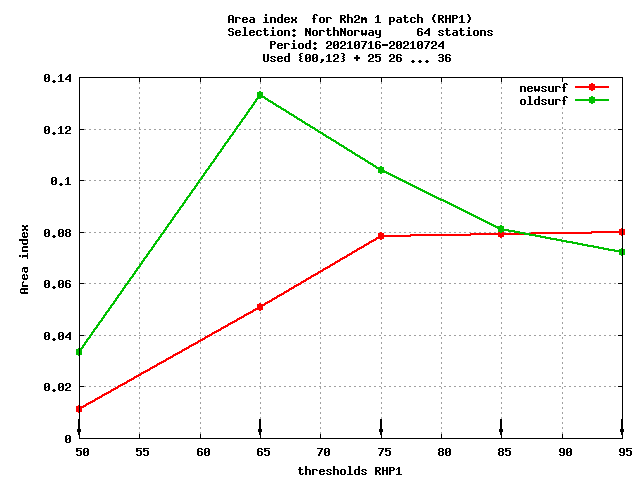 Area index  for Rh2m 1 patch (RHP1)
Selection: NorthNorway     64 stations
Period: 20210716-20210724
Used {00,12} + 25 26 ... 36
newsurf
oldsurf
0.14
0.12
0.1
0.08
0.06
0.04
0.02
0
Area index
50 55 60 65 70 75 80 85 90 95
thresholds RHP1